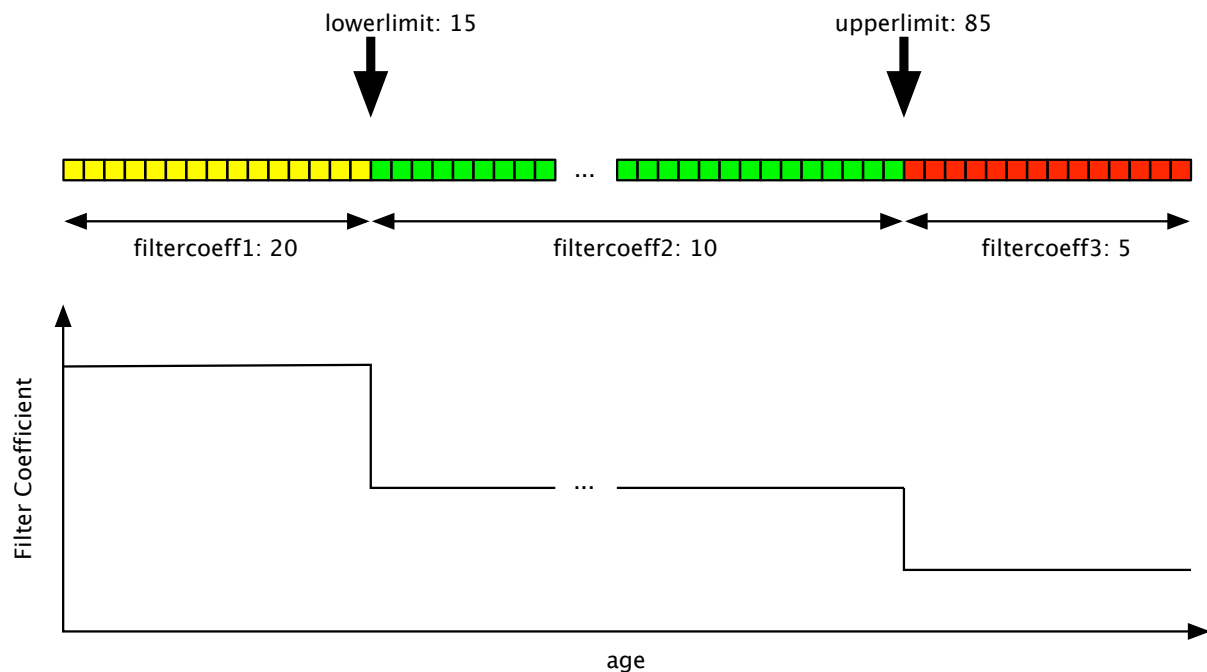 lowerlimit: 15
upperlimit: 85
...
filtercoeff1: 20
filtercoeff2: 10
filtercoeff3: 5
Filter Coefficient
...
age